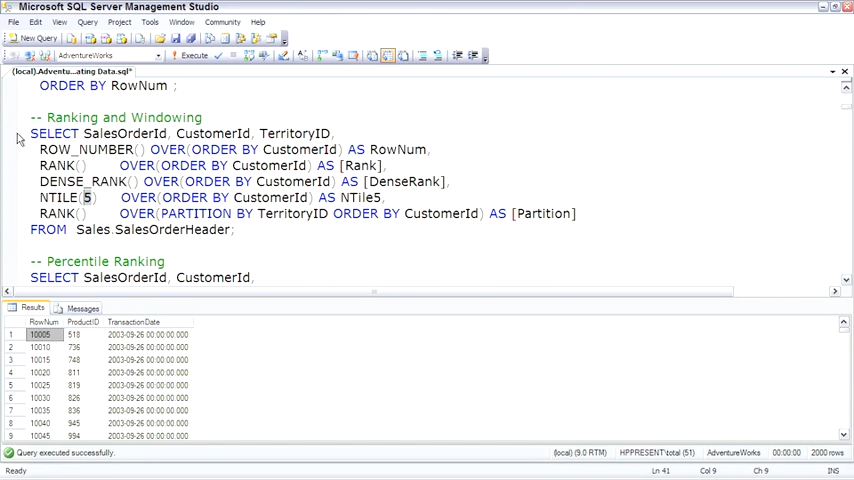 Microsoft SQL Server Management Studio
File Edit View Query Project Tools Window Community Help
New Query
AdventureWorks Execute
(local).Adventu...ating Data.sql*
ORDER BY RowNum ;
-- Ranking and Windowing
SELECT SalesOrderId, CustomerId, TerritoryID,
ROW_NUMBER() OVER(ORDER BY CustomerId) AS RowNum,
RANK() OVER(ORDER BY CustomerId) AS [Rank],
DENSE_RANK() OVER(ORDER BY CustomerId) AS [DenseRank],
NTILE(5) OVER(ORDER BY CustomerId) AS NTile5,
RANK() OVER(PARTITION BY TerritoryID ORDER BY CustomerId) AS [Partition]
FROM Sales.SalesOrderHeader;
-- Percentile Ranking
SELECT SalesOrderId, CustomerId,
Results Messages
RowNum ProductID TransactionDate
1 10005 518 2003-09-26 00:00:00.000
2 10010 736 2003-09-26 00:00:00.000
3 10015 748 2003-09-26 00:00:00.000
4 10020 811 2003-09-26 00:00:00.000
5 10025 819 2003-09-26 00:00:00.000
6 10030 826 2003-09-26 00:00:00.000
7 10035 836 2003-09-26 00:00:00.000
8 10040 945 2003-09-26 00:00:00.000
9 10045 994 2003-09-26 00:00:00.000
Query executed successfully. (local) (9.0 RTM) HPPRESENT\total (51) AdventureWorks 00:00:00 2000 rows
Ready Ln 41 Col 9 Ch 9 INS